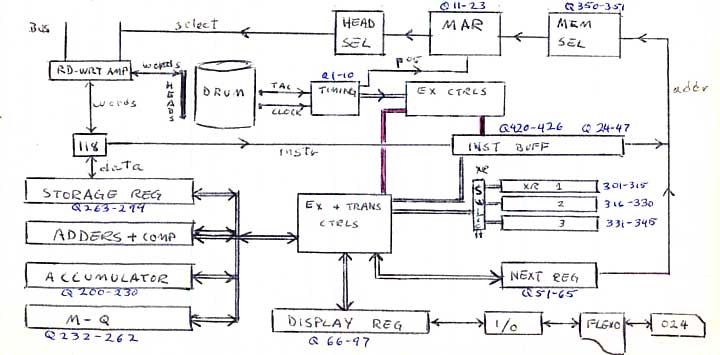 Q11-23
Q350-351
Bus
select
HEAD
SEL
MAR
MEM
SEL
pos
RD-WRT AMP
words
HEADS
DRUM
TAC
CLOCK
Q1-10
TIMING
EX CTRLS
addr
words
Q420-426 Q24-47
118
instr
INST BUFF
data
XR
STORAGE REG
Q263-294
EX + TRANS
CTRLS
SELECT
XR 1
301-315
2
316-330
3
331-345
ADDERS + COMP
ACCUMULATOR
Q200-230
NEXT REG
Q51-65
M-Q
Q232-262
DISPLAY REG
Q66-97
I/O
FLEXO
024